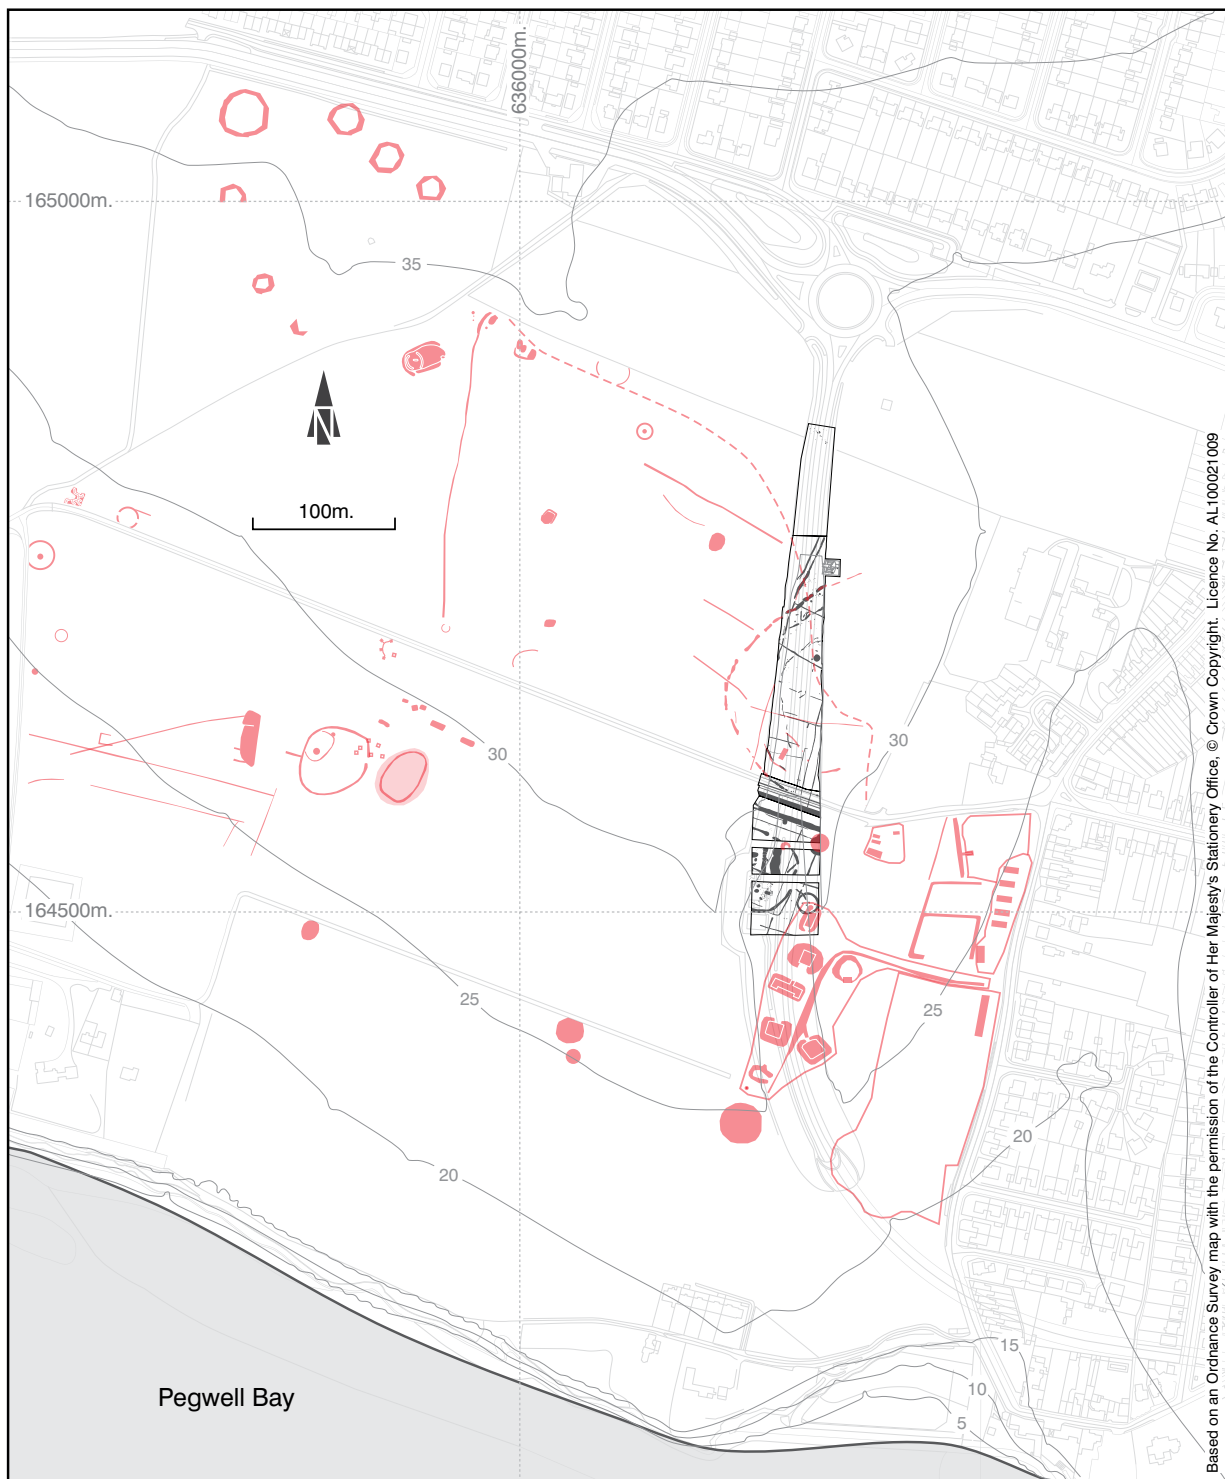 636000m.
165000m.
35
N
100m.
30
30
164500m.
25
25
20
20
15
10
5
Pegwell Bay
Based on an Ordnance Survey map with the permission of the Controller of Her Majesty's Stationery Office, © Crown Copyright. Licence No. AL100021009